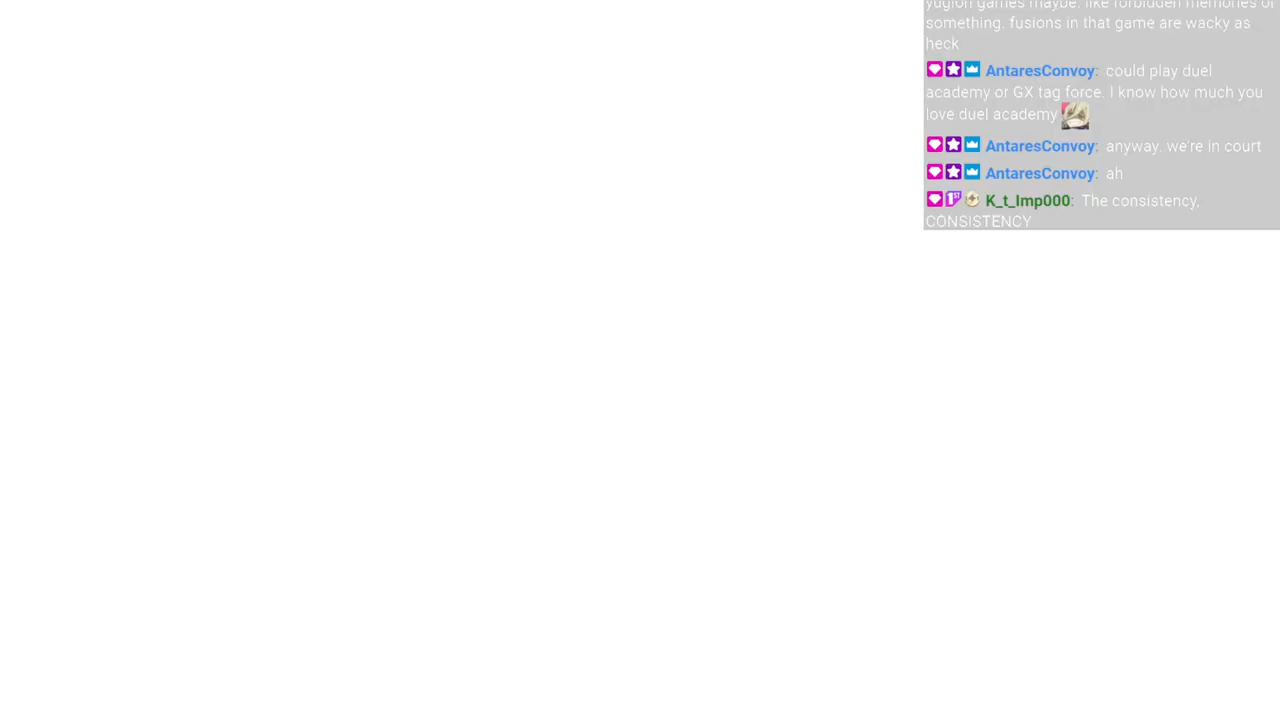 yugioh games maybe. like forbidden memories or
something. fusions in that game are wacky as
heck
AntaresConvoy: could play duel
academy or GX tag force. I know how much you
love duel academy
AntaresConvoy: anyway. we're in court
AntaresConvoy: ah
K_t_Imp000: The consistency,
CONSISTENCY